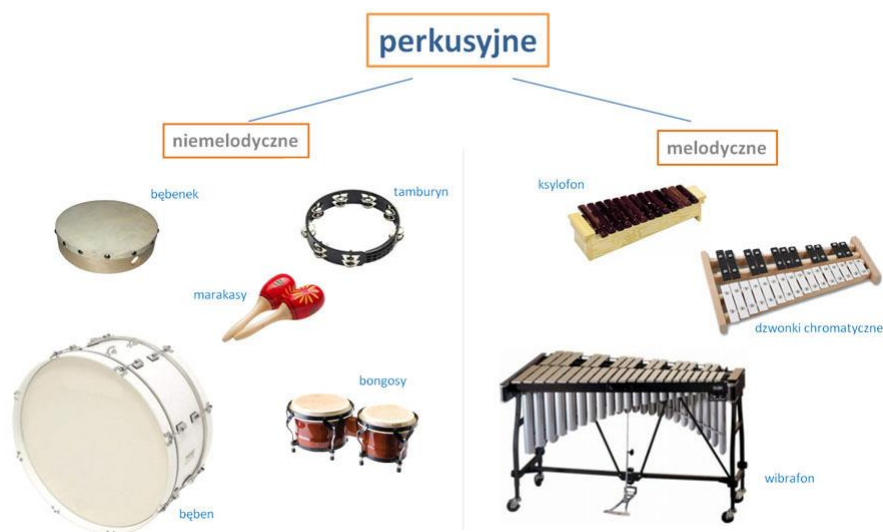 perkusyjne
niemelodyczne
melodyczne
bębenek
tamburyn
marakasy
bongosy
bęben
ksylofon
dzwonki chromatyczne
wibrafon